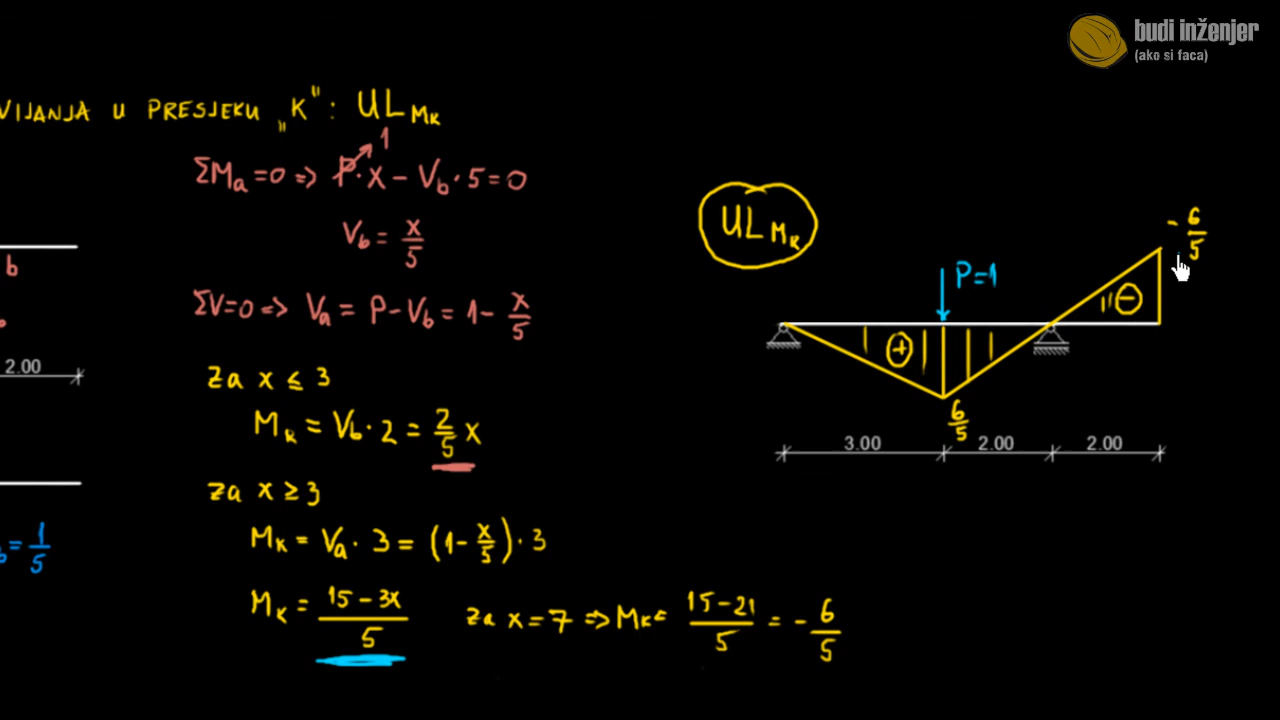 budi inženjer
(ako si faca)
VIJANJA U PRESJEKU „K": UL_MK
ΣMa=0 => P·x - Vb·5=0
1
Vb= x/5
b
ΣV=0 => Va = P-Vb = 1- x/5
2.00
Za x ≤ 3
Mk = Vb·2 = 2/5 x
Za x ≥ 3
Mk = Va·3 = (1- x/5)·3
b= 1/5
Mk = 15-3x/5
Za x=7 => Mk= 15-21/5 = - 6/5
UL_MK
- 6/5
P=1
+
-
6/5
3.00
2.00
2.00